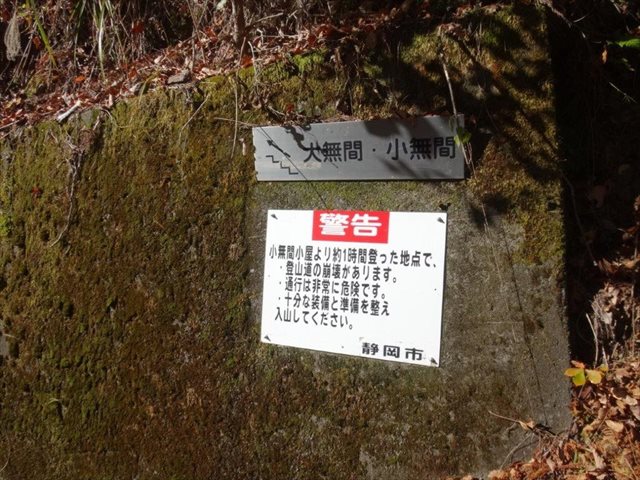 大無間・小無間
警告
小無間小屋より約1時間登った地点で、
・登山道の崩壊があります。
・通行は非常に危険です。
・十分な装備と準備を整え
入山してください。
静岡市